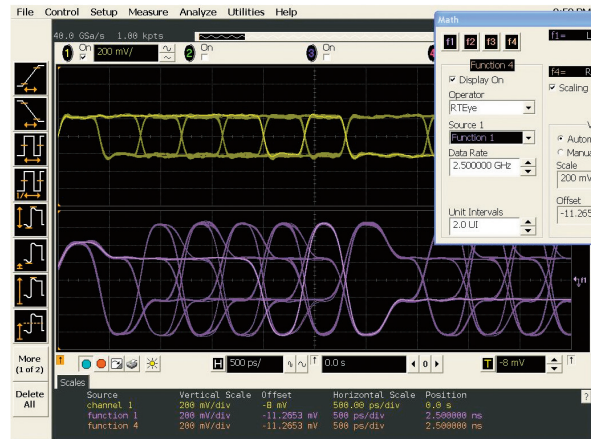 File Control Setup Measure Analyze Utilities Help
40.0 GSa/s 1.00 kpts
1 On 200 mV/ 2 On 3 On
Math
f1 f2 f3 f4
f1=
Function 4
Display On
Operator
RTEye
Source 1
Function 1
Data Rate
2.500000 GHz
Unit Intervals
2.0 UI
f4= R
Scaling
V
Autom
Manua
Scale
200 mV
Offset
-11.265
f1
More
(1 of 2)
Delete
All
H 500 ps/ 0.0 s 0 T -8 mV
Scales
Source Vertical Scale Offset Horizontal Scale Position
channel 1 200 mV/div -8 mV 500.00 ps/div 0.0 s
function 1 200 mV/div -11.2653 mV 500 ps/div 2.500000 ns
function 4 200 mV/div -11.2653 mV 500 ps/div 2.500000 ns
?